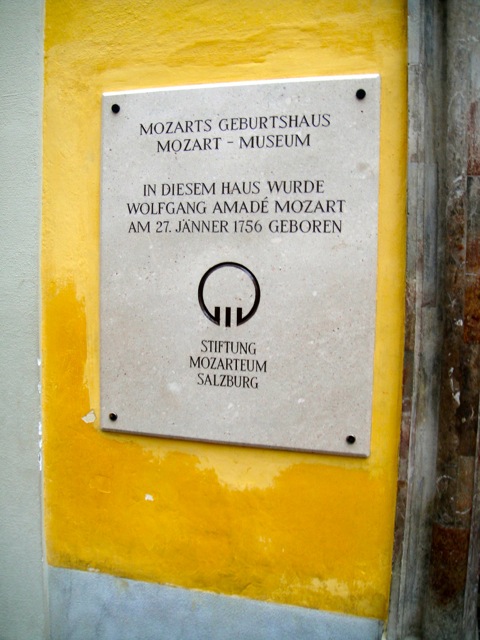 MOZARTS GEBURTSHAUS
MOZART - MUSEUM
IN DIESEM HAUS WURDE
WOLFGANG AMADÉ MOZART
AM 27. JÄNNER 1756 GEBOREN
STIFTUNG
MOZARTEUM
SALZBURG